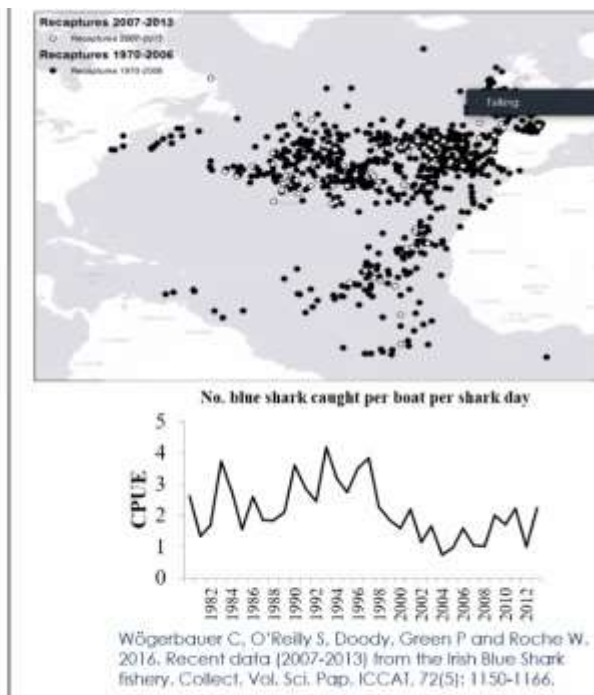 Recaptures 2007-2013
Recaptures 2007-2013
Recaptures 1970-2006
Recaptures 1970-2006
Talking:
No. blue shark caught per boat per shark day
CPUE
5
4
3
2
1
0
1982
1984
1986
1988
1990
1992
1994
1996
1998
2000
2002
2004
2006
2008
2010
2012
Wögerbauer C, O'Reilly S, Doody, Green P and Roche W.
2016. Recent data (2007-2013) from the Irish Blue Shark
fishery. Collect. Vol. Sci. Pap. ICCAT, 72(5): 1150-1166.